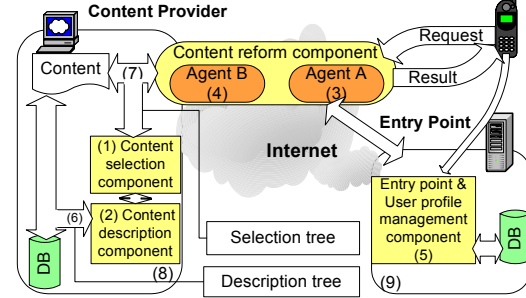 Content Provider
Content
(7)
Content reform component
Agent B
(4)
Agent A
(3)
Request
Result
Entry Point
Internet
(1) Content
selection
component
(6)
(2) Content
description
component
DB
(8)
Selection tree
Description tree
Entry point &
User profile
management
component
(5)
DB
(9)